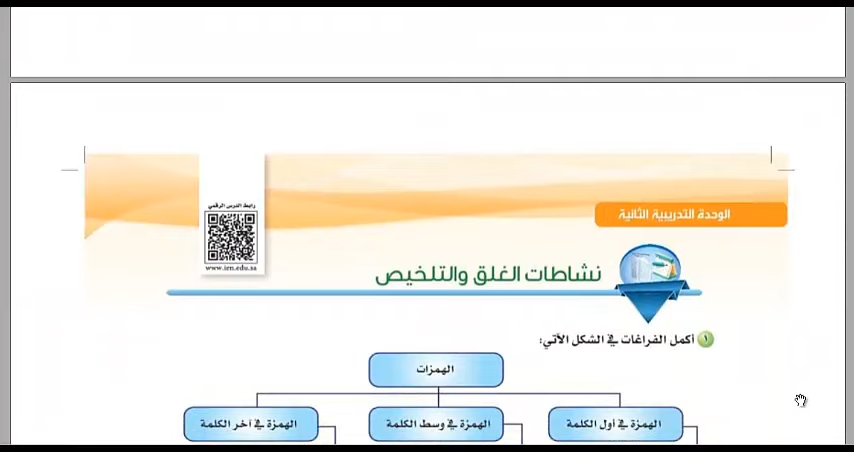 رابط الدرس الرقمي
www.ien.edu.sa
الوحدة التدريبية الثانية
نشاطات الغلق والتلخيص
١ أكمل الفراغات في الشكل الآتي:
الهمزات
الهمزة في أول الكلمة
الهمزة في وسط الكلمة
الهمزة في آخر الكلمة